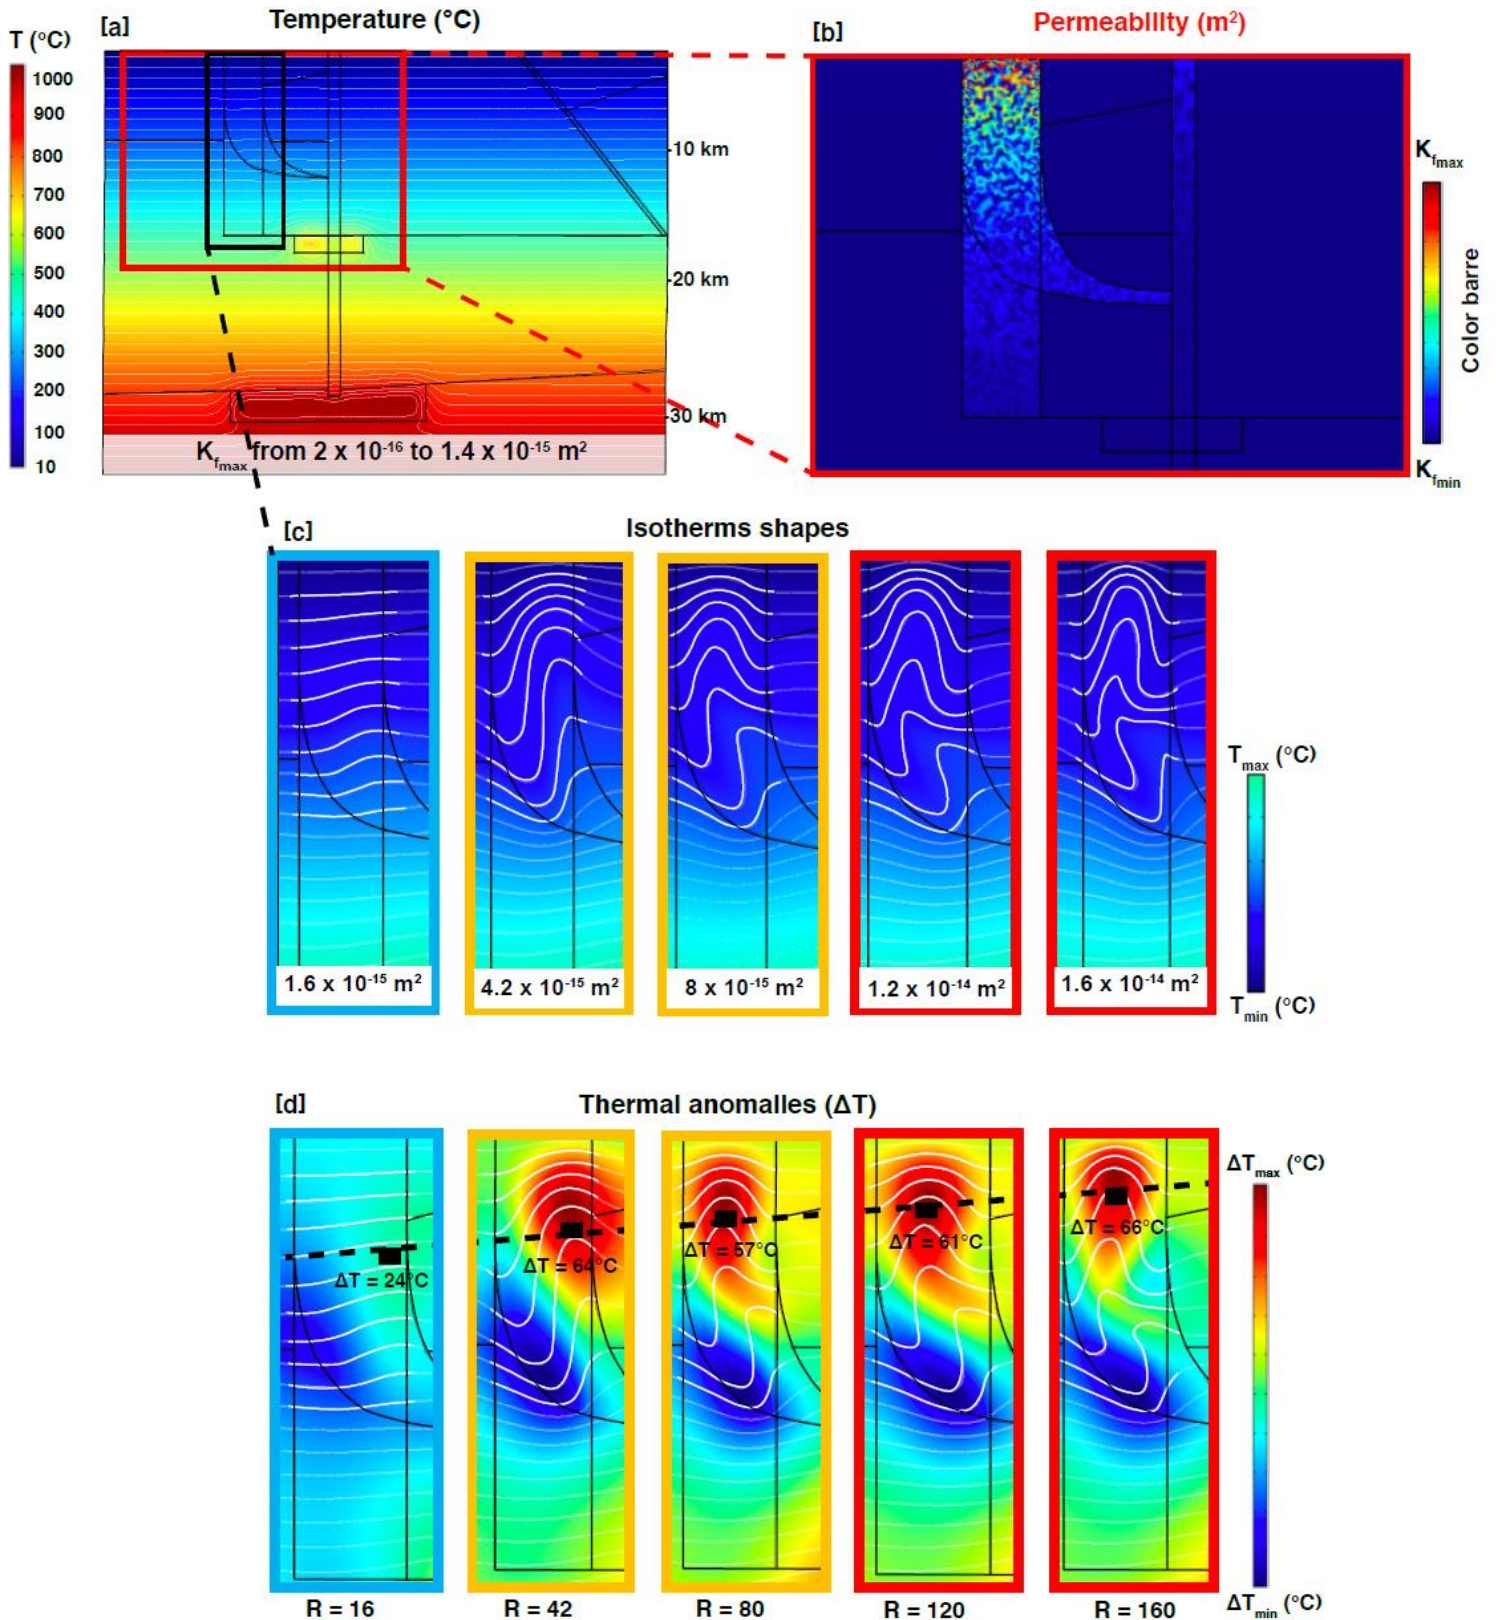 [a] Temperature (°C)
T (°C)
1000
900
800
700
600
500
400
300
200
100
10
-10 km
-20 km
-30 km
K_fmax from 2 x 10⁻¹⁶ to 1.4 x 10⁻¹⁵ m²
[b] Permeability (m²)
K_fmax
Color barre
K_fmin
[c] Isotherms shapes
1.6 x 10⁻¹⁵ m²
4.2 x 10⁻¹⁵ m²
8 x 10⁻¹⁵ m²
1.2 x 10⁻¹⁴ m²
1.6 x 10⁻¹⁴ m²
T_max (°C)
T_min (°C)
[d] Thermal anomalies (ΔT)
ΔT = 24°C
ΔT = 64°C
ΔT = 57°C
ΔT = 61°C
ΔT = 66°C
ΔT_max (°C)
ΔT_min (°C)
R = 16
R = 42
R = 80
R = 120
R = 160